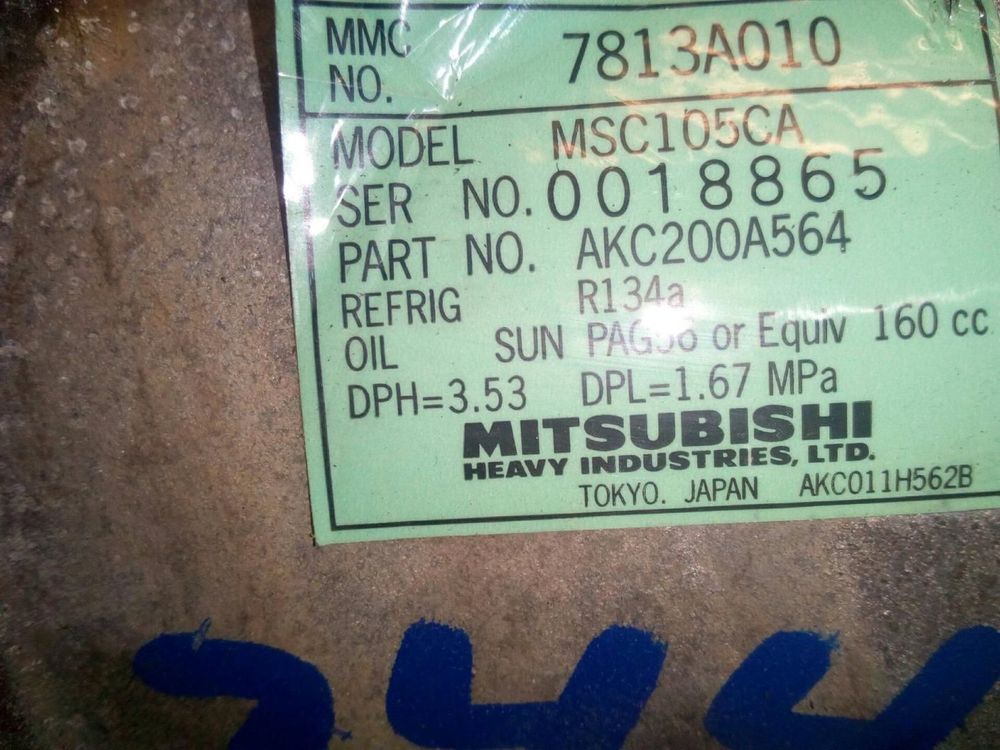 MMC NO. 7813A010
MODEL MSC105CA
SER NO. 0018865
PART NO. AKC200A564
REFRIG R134a
OIL SUN PAG56 or Equiv 160 cc
DPH=3.53 DPL=1.67 MPa
MITSUBISHI
HEAVY INDUSTRIES, LTD.
TOKYO. JAPAN AKC011H562B